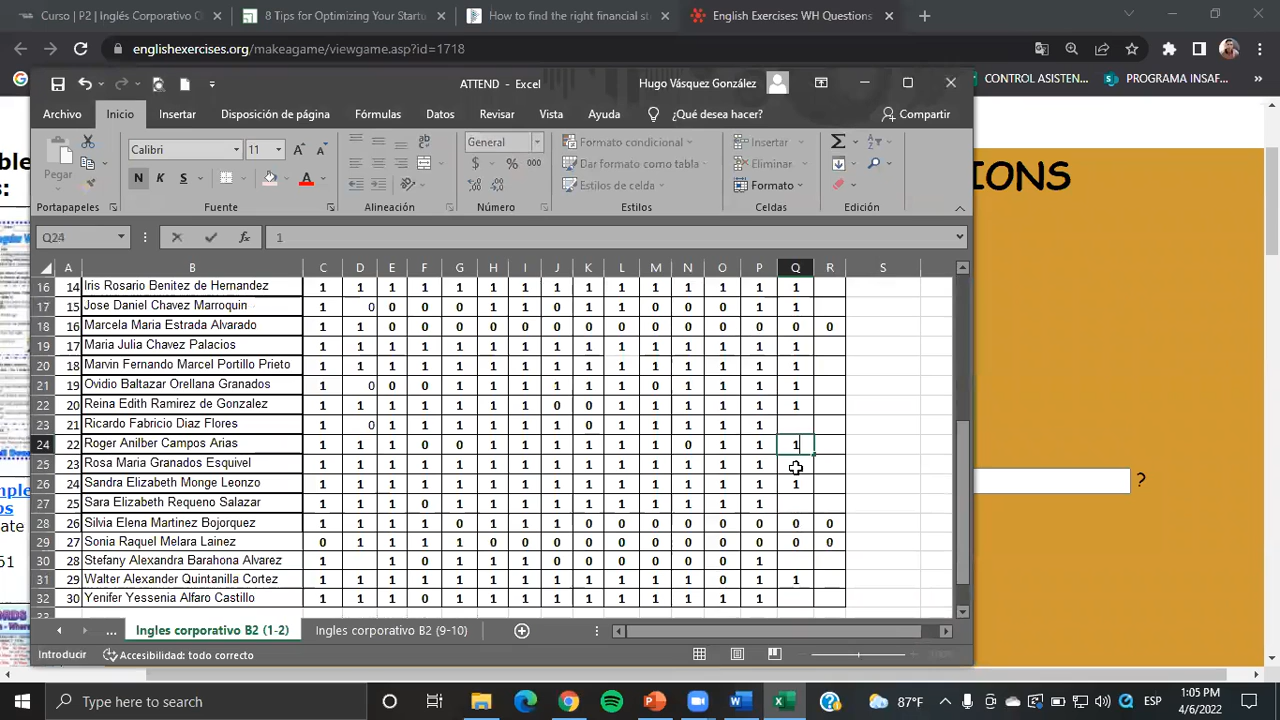 Curso | P2 | Inglés Corporativo C
8 Tips for Optimizing Your Start
How to find the right financial st
English Exercises: WH Questions
englishexercises.org/makeagame/viewgame.asp?id=1718
CONTROL ASISTEN...
PROGRAMA INSAF...
ATTEND - Excel
Hugo Vásquez González
Archivo Inicio Insertar Disposición de página Fórmulas Datos Revisar Vista Ayuda ¿Qué desea hacer? Compartir
Pegar
Calibri 11
N K S
General
$ % 000
Formato condicional
Dar formato como tabla
Estilos de celda
Insertar
Eliminar
Formato
Portapapeles Fuente Alineación Número Estilos Celdas Edición
Q24 fx 1
A B C D E F G H I J K L M N O P Q R S
16 14 Iris Rosario Benitez de Hernandez 1 1 1 1 1 1 1 1 1 1 1 1 1 1 1
17 15 Jose Daniel Chavez Marroquin 1 0 0 0 0 1 1 0 1 1 0 0 0 1 1
18 16 Marcela Maria Estrada Alvarado 1 1 0 0 0 0 0 0 0 0 0 0 0 0 0 0
19 17 Maria Julia Chavez Palacios 1 1 1 1 1 1 1 1 1 1 1 1 1 1 1
20 18 Marvin Fernando Marcel Portillo Prieto 1 1 1 1 1 1 1 1 1 1 1 1 1 1 1
21 19 Ovidio Baltazar Orellana Granados 1 0 0 0 1 1 1 1 1 1 0 1 1 1 1
22 20 Reina Edith Ramirez de Gonzalez 1 1 1 1 1 1 1 0 0 1 1 1 1 1 1
23 21 Ricardo Fabricio Diaz Flores 1 0 1 1 1 1 1 1 0 1 1 1 1 1
24 22 Roger Anilber Campos Arias 1 1 1 0 0 1 1 1 1 1 1 0 1 1 1
25 23 Rosa Maria Granados Esquivel 1 1 1 1 1 1 1 1 1 1 1 1 1 1
26 24 Sandra Elizabeth Monge Leonzo 1 1 1 1 1 1 1 1 1 1 1 1 1 1 1
27 25 Sara Elizabeth Requeno Salazar 1 1 1 0 1 1 1 1 1 1 1 1 1 1
28 26 Silvia Elena Martinez Bojorquez 1 1 1 1 0 1 1 0 0 0 0 0 0 0 0 0
29 27 Sonia Raquel Melara Lainez 0 1 1 1 1 0 0 0 0 0 0 0 0 0 0 0
30 28 Stefany Alexandra Barahona Alvarez 1 1 0 1 1 1 0 0 0 0 0 0 1
31 29 Walter Alexander Quintanilla Cortez 1 1 1 1 1 1 1 1 1 1 1 1 0 1 1
32 30 Yenifer Yessenia Alfaro Castillo 1 1 1 0 1 1 1 1 1 1 1 1 1 1
... Ingles corporativo B2 (1-2) Ingles corporativo B2 (9-10)
Introducir Accesibilidad: todo correcto
IONS
?
ate
51
Type here to search
87°F
ESP
1:05 PM
4/6/2022